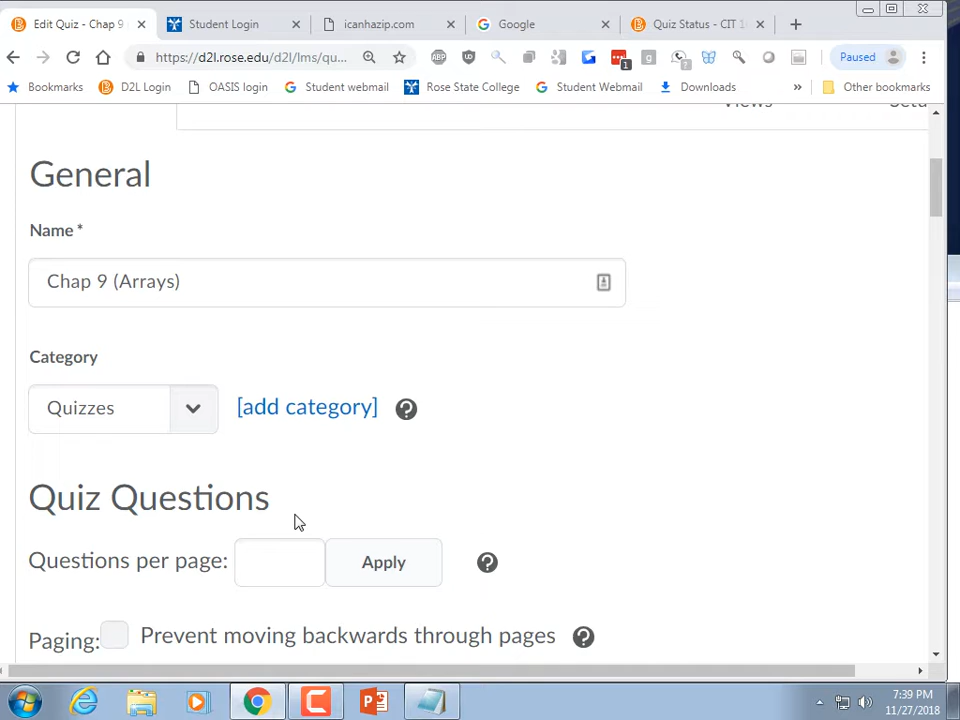 Edit Quiz - Chap 9
Student Login
icanhazip.com
Google
Quiz Status - CIT 1
https://d2l.rose.edu/d2l/lms/qu...
ABP
1
g
?
Paused
Bookmarks
D2L Login
OASIS login
Student webmail
Rose State College
Student Webmail
Downloads
»
Other bookmarks
Views
General
Name *
Chap 9 (Arrays)
Category
Quizzes
[add category]
Quiz Questions
Questions per page:
Apply
Paging:
Prevent moving backwards through pages
7:39 PM
11/27/2018